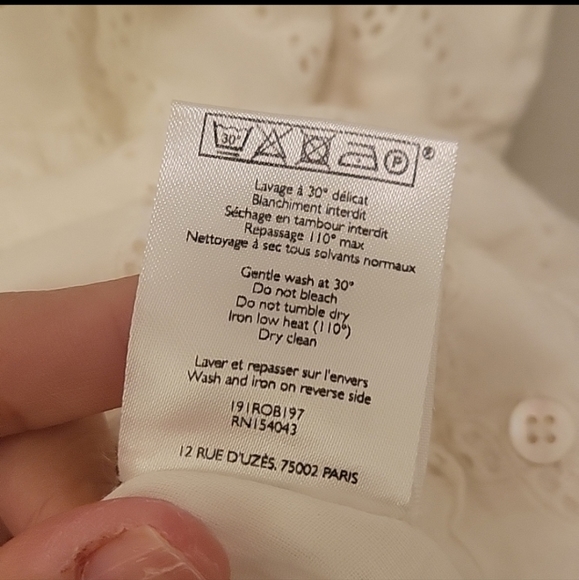 30° P ®
Lavage à 30° délicat
Blanchiment interdit
Séchage en tambour interdit
Repassage 110° max
Nettoyage à sec tous solvants normaux
Gentle wash at 30°
Do not bleach
Do not tumble dry
Iron low heat (110°)
Dry clean
Laver et repasser sur l'envers
Wash and iron on reverse side
191ROB197
RN154043
12 RUE D'UZÈS, 75002 PARIS